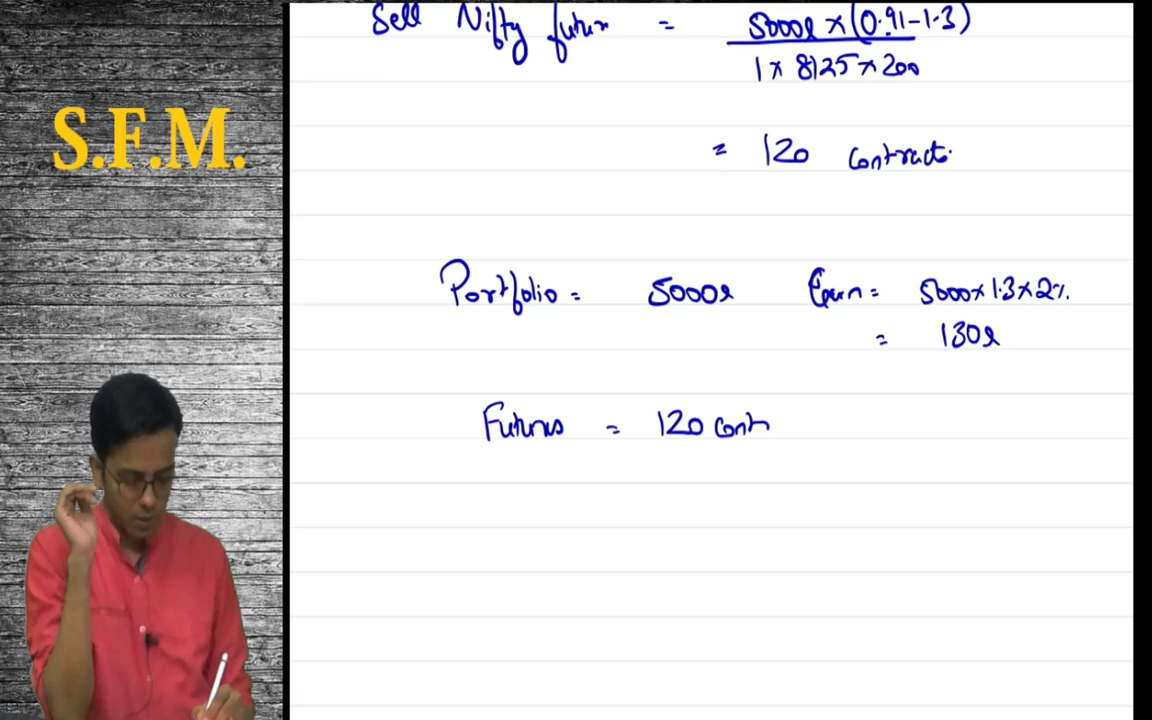 Sell Nifty future = 5000l × (0.91-1.3)
1 × 8125 × 200
S.F.M.
= 120 contracts.
Portfolio = 5000l Earn = 5000×1.3×2%.
= 130l
Futures = 120 cont